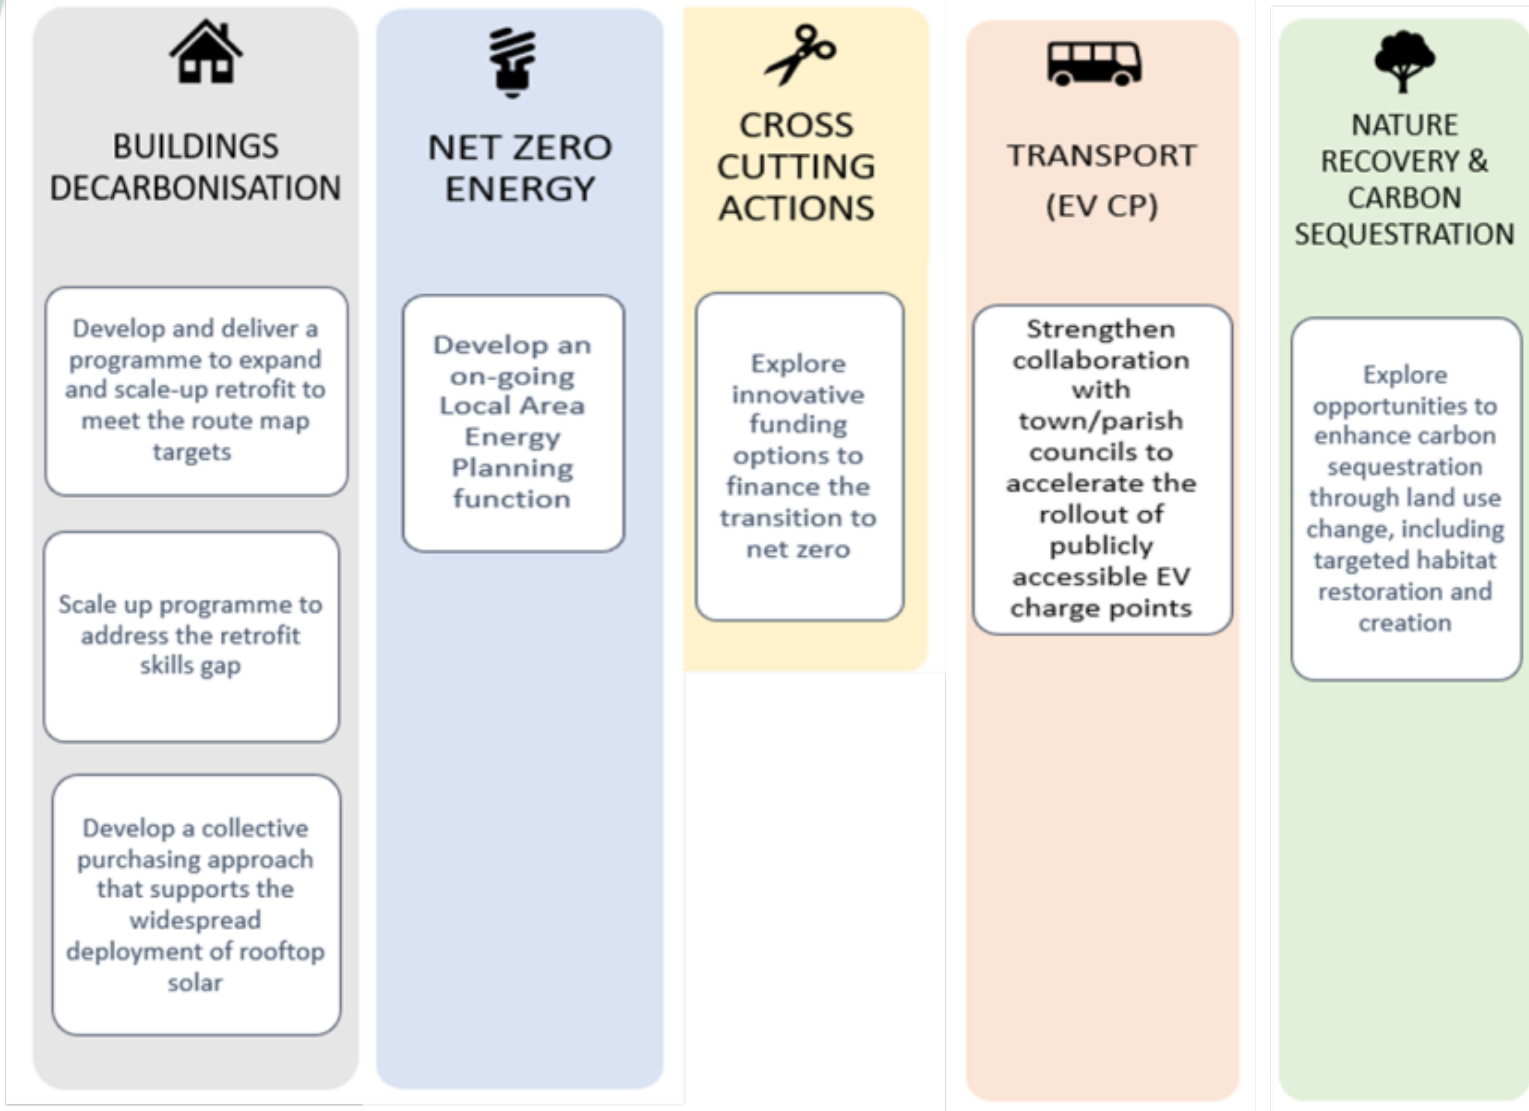 BUILDINGS
DECARBONISATION
Develop and deliver a
programme to expand
and scale-up retrofit to
meet the route map
targets
Scale up programme to
address the retrofit
skills gap
Develop a collective
purchasing approach
that supports the
widespread
deployment of rooftop
solar
NET ZERO
ENERGY
Develop an
on-going
Local Area
Energy
Planning
function
CROSS
CUTTING
ACTIONS
Explore
innovative
funding
options to
finance the
transition to
net zero
TRANSPORT
(EV CP)
Strengthen
collaboration
with
town/parish
councils to
accelerate the
rollout of
publicly
accessible EV
charge points
NATURE
RECOVERY &
CARBON
SEQUESTRATION
Explore
opportunities to
enhance carbon
sequestration
through land use
change, including
targeted habitat
restoration and
creation